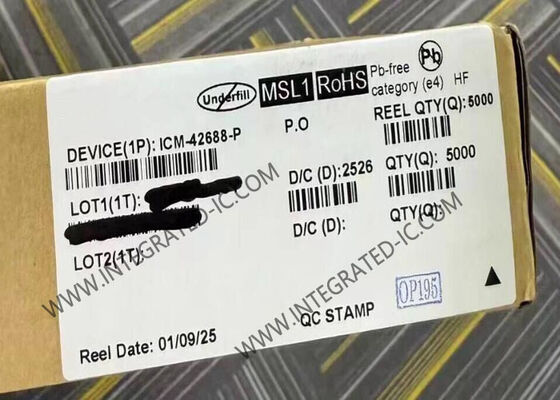 Underfill MSL1 RoHS Pb-free category (e4) HF
Pb
DEVICE(1P): ICM-42688-P
P.O
REEL QTY(Q): 5000
LOT1(1T):
D/C (D): 2526
QTY(Q): 5000
LOT2(1T):
D/C (D):
QTY(Q):
OP195
Reel Date: 01/09/25
QC STAMP
WWW.INTEGRATED-IC.COM
WWW.INTEGRATED-IC.COM